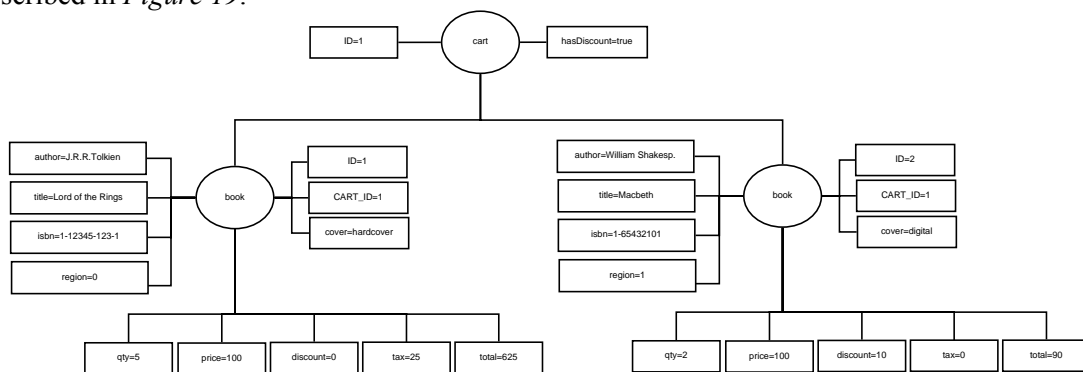 scribed in Figure 19.
ID=1
cart
hasDiscount=true
author=J.R.R.Tolkien
title=Lord of the Rings
isbn=1-12345-123-1
region=0
book
ID=1
CART_ID=1
cover=hardcover
qty=5
price=100
discount=0
tax=25
total=625
author=William Shakesp.
title=Macbeth
isbn=1-65432101
region=1
book
ID=2
CART_ID=1
cover=digital
qty=2
price=100
discount=10
tax=0
total=90